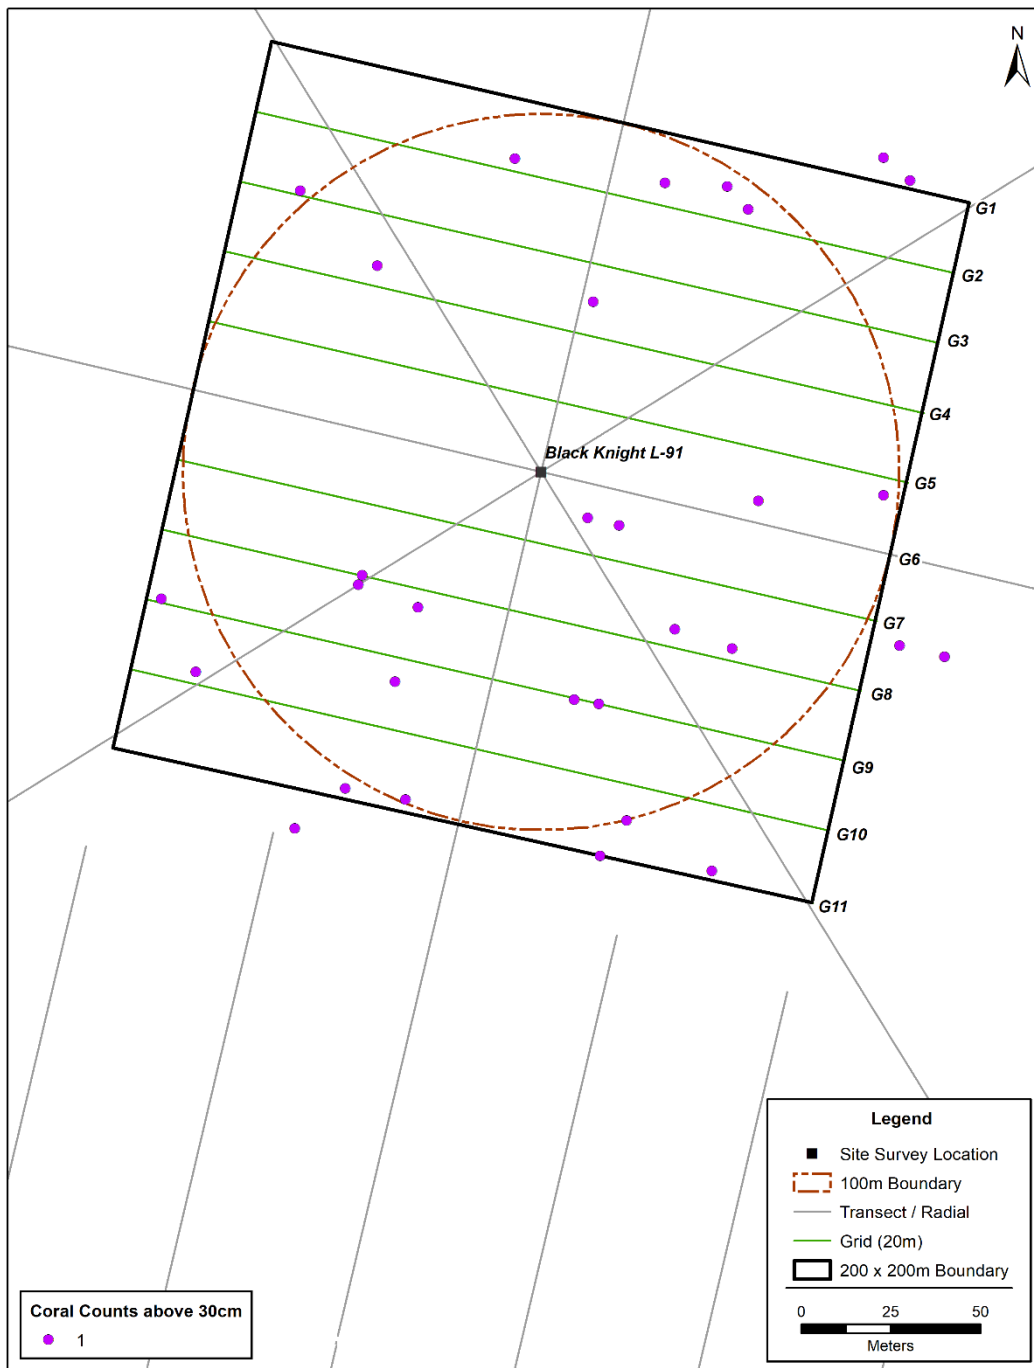 N
G1
G2
G3
G4
Black Knight L-91
G5
G6
G7
G8
G9
G10
G11
Legend
Site Survey Location
100m Boundary
Transect / Radial
Grid (20m)
200 x 200m Boundary
0 25 50
Meters
Coral Counts above 30cm
1